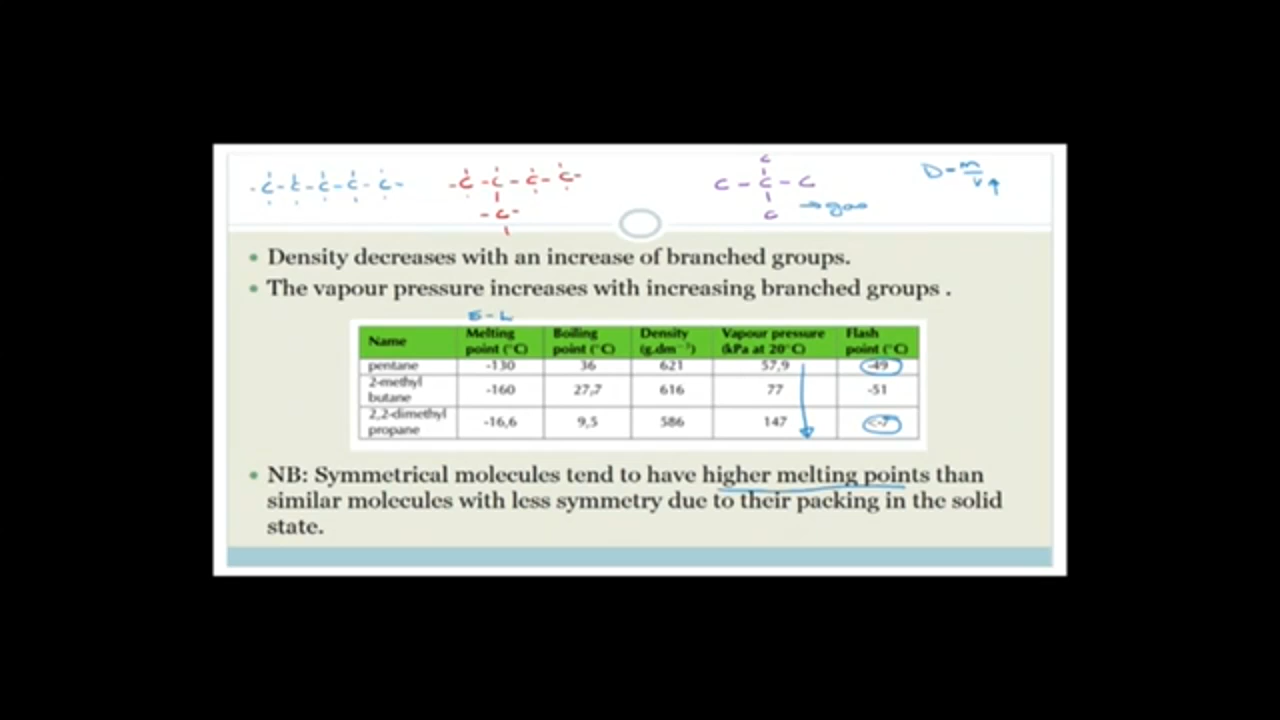 -C-C-C-C-C-
-C-C-C-C-
-C-
C
C-C-C
C
→gas
D=m/v↑
• Density decreases with an increase of branched groups.
• The vapour pressure increases with increasing branched groups .
S-L
Name Melting point (°C) Boiling point (°C) Density (g.dm⁻³) Vapour pressure (kPa at 20°C) Flash point (°C)
pentane -130 36 621 57,9 -49
2-methyl butane -160 27,7 616 77 -51
2,2-dimethyl propane -16,6 9,5 586 147 <-7
• NB: Symmetrical molecules tend to have higher melting points than
similar molecules with less symmetry due to their packing in the solid
state.